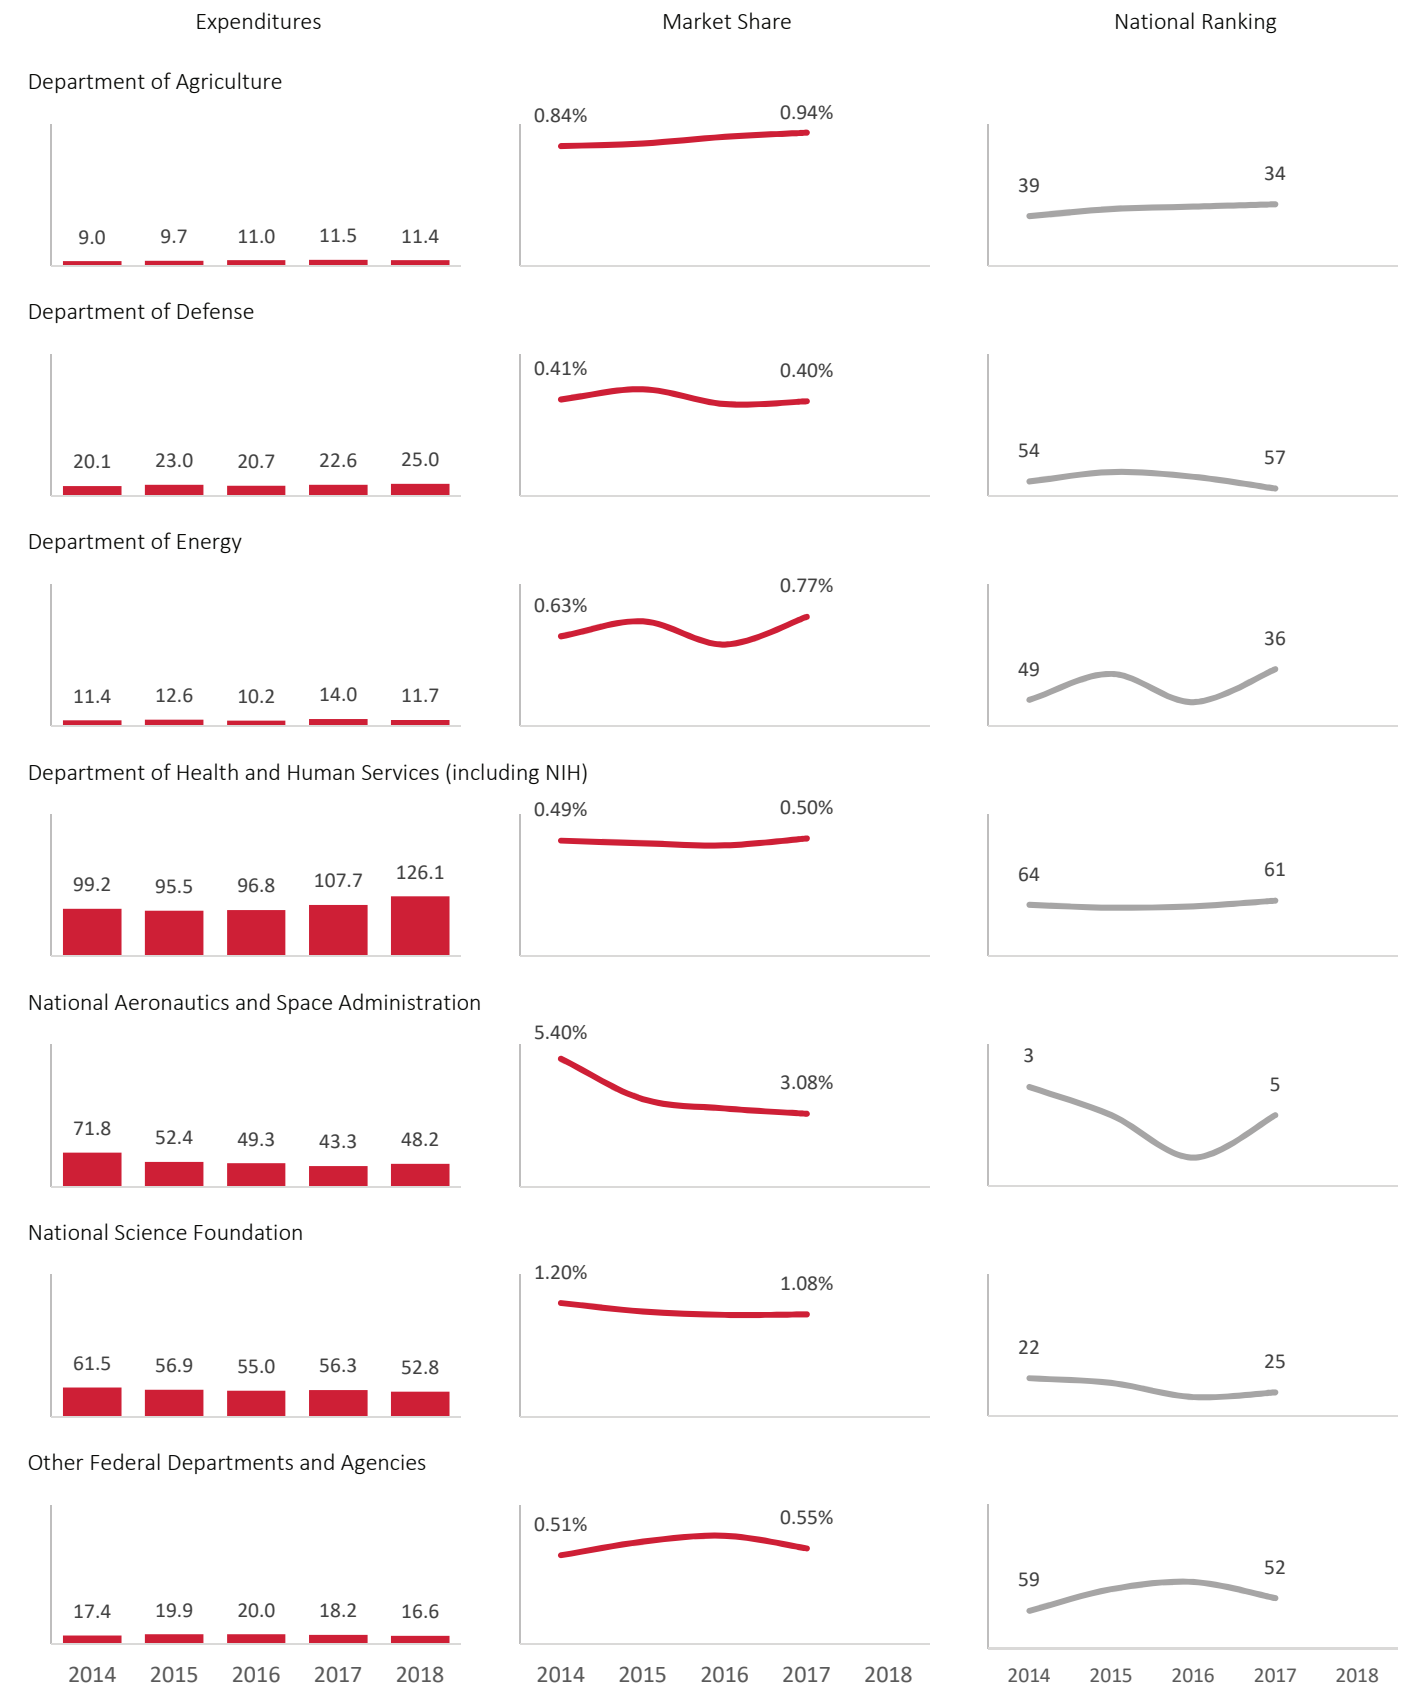 Expenditures Market Share National Ranking
Department of Agriculture
0.84% 0.94%
39 34
9.0 9.7 11.0 11.5 11.4
Department of Defense
0.41% 0.40%
54 57
20.1 23.0 20.7 22.6 25.0
Department of Energy
0.63% 0.77%
49 36
11.4 12.6 10.2 14.0 11.7
Department of Health and Human Services (including NIH)
0.49% 0.50%
64 61
99.2 95.5 96.8 107.7 126.1
National Aeronautics and Space Administration
5.40% 3.08%
3 5
71.8 52.4 49.3 43.3 48.2
National Science Foundation
1.20% 1.08%
22 25
61.5 56.9 55.0 56.3 52.8
Other Federal Departments and Agencies
0.51% 0.55%
59 52
17.4 19.9 20.0 18.2 16.6
2014 2015 2016 2017 2018 2014 2015 2016 2017 2018 2014 2015 2016 2017 2018